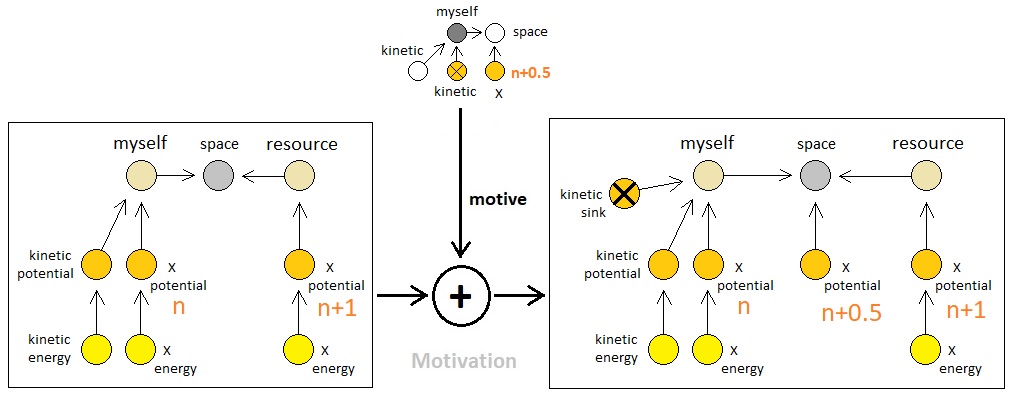 myself
space
kinetic
n+0.5
kinetic
X
motive
+
Motivation
myself
space
resource
kinetic
potential
X
potential
n
X
potential
n+1
kinetic
energy
X
energy
X
energy
myself
space
resource
kinetic
sink
kinetic
potential
X
potential
n
potential
n+0.5
X
potential
n+1
kinetic
energy
X
energy
X
energy